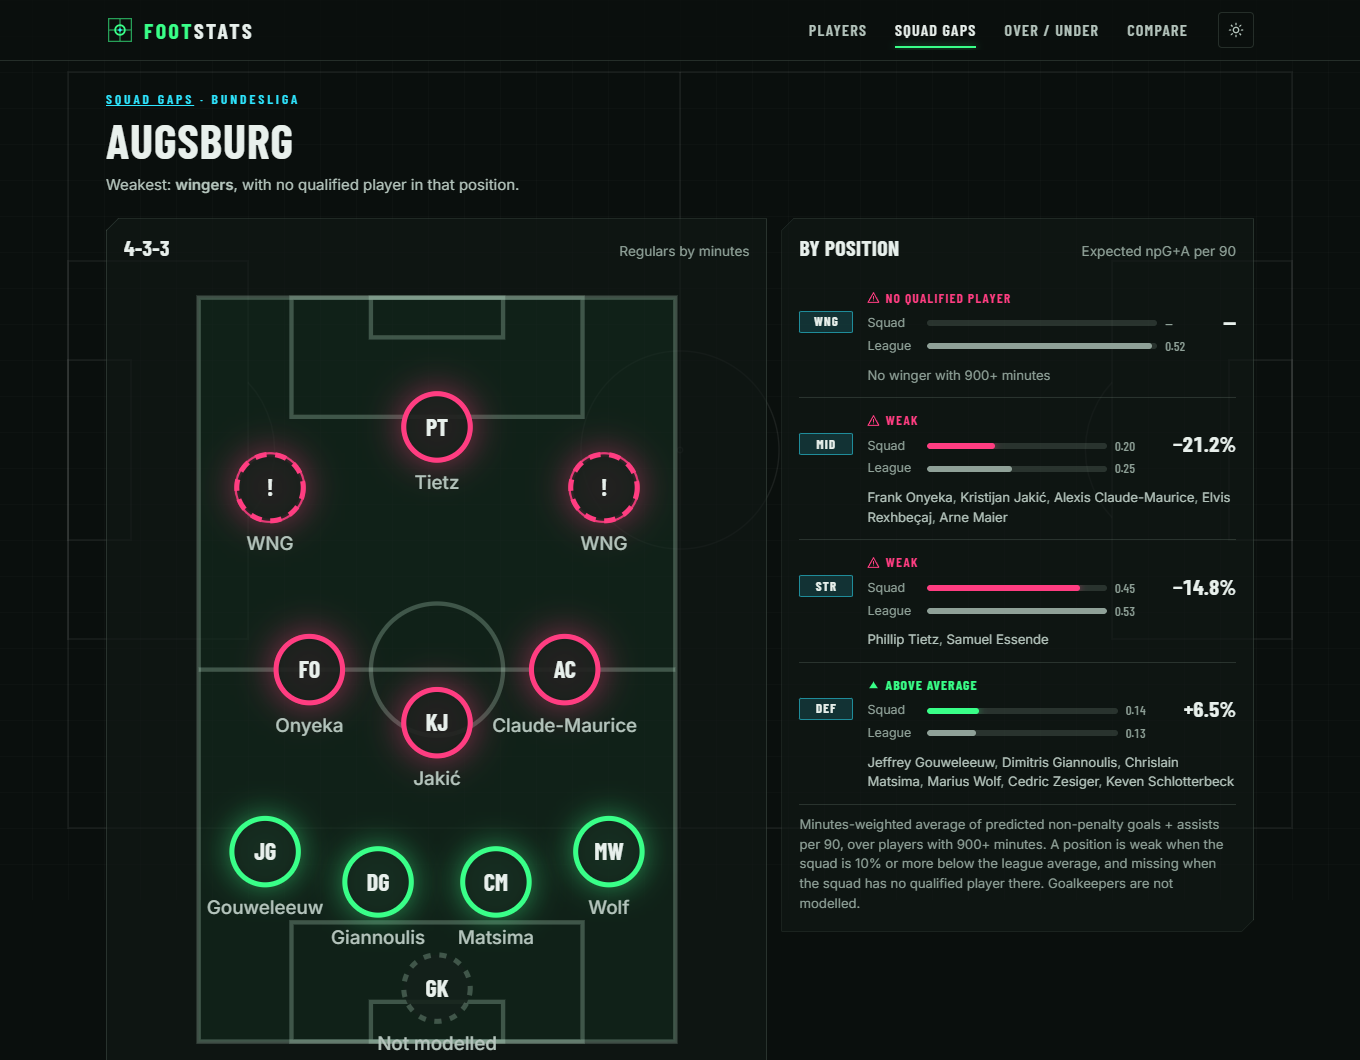 FOOTSTATS
PLAYERS SQUAD GAPS OVER / UNDER COMPARE
SQUAD GAPS · BUNDESLIGA
AUGSBURG
Weakest: wingers, with no qualified player in that position.
4-3-3 Regulars by minutes
PT
Tietz
! !
WNG WNG
FO AC
KJ
Onyeka Claude-Maurice
Jakić
JG MW
DG CM
Gouweleeuw Wolf
Giannoulis Matsima
GK
Not modelled
BY POSITION Expected npG+A per 90
NO QUALIFIED PLAYER
WNG Squad – –
League 0.52
No winger with 900+ minutes
WEAK
MID Squad 0.20 −21.2%
League 0.25
Frank Onyeka, Kristijan Jakić, Alexis Claude-Maurice, Elvis
Rexhbeçaj, Arne Maier
WEAK
STR Squad 0.45 −14.8%
League 0.53
Phillip Tietz, Samuel Essende
ABOVE AVERAGE
DEF Squad 0.14 +6.5%
League 0.13
Jeffrey Gouweleeuw, Dimitris Giannoulis, Chrislain
Matsima, Marius Wolf, Cedric Zesiger, Keven Schlotterbeck
Minutes-weighted average of predicted non-penalty goals + assists
per 90, over players with 900+ minutes. A position is weak when the
squad is 10% or more below the league average, and missing when
the squad has no qualified player there. Goalkeepers are not
modelled.